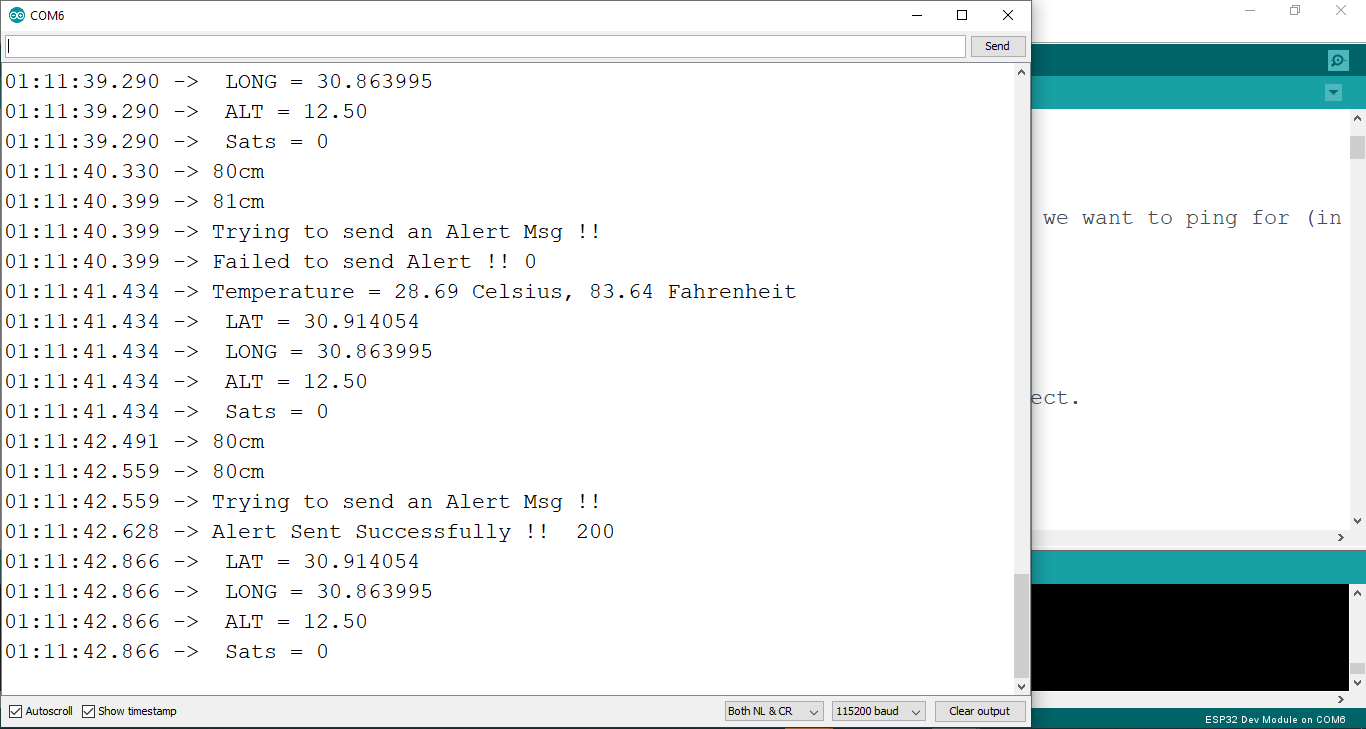 COM6
Send
01:11:39.290 ->  LONG = 30.863995
01:11:39.290 ->  ALT = 12.50
01:11:39.290 ->  Sats = 0
01:11:40.330 -> 80cm
01:11:40.399 -> 81cm
01:11:40.399 -> Trying to send an Alert Msg !!
01:11:40.399 -> Failed to send Alert !! 0
01:11:41.434 -> Temperature = 28.69 Celsius, 83.64 Fahrenheit
01:11:41.434 ->  LAT = 30.914054
01:11:41.434 ->  LONG = 30.863995
01:11:41.434 ->  ALT = 12.50
01:11:41.434 ->  Sats = 0
01:11:42.491 -> 80cm
01:11:42.559 -> 80cm
01:11:42.559 -> Trying to send an Alert Msg !!
01:11:42.628 -> Alert Sent Successfully !!  200
01:11:42.866 ->  LAT = 30.914054
01:11:42.866 ->  LONG = 30.863995
01:11:42.866 ->  ALT = 12.50
01:11:42.866 ->  Sats = 0
Autoscroll Show timestamp Both NL & CR 115200 baud Clear output
we want to ping for (in
ect.
ESP32 Dev Module on COM6